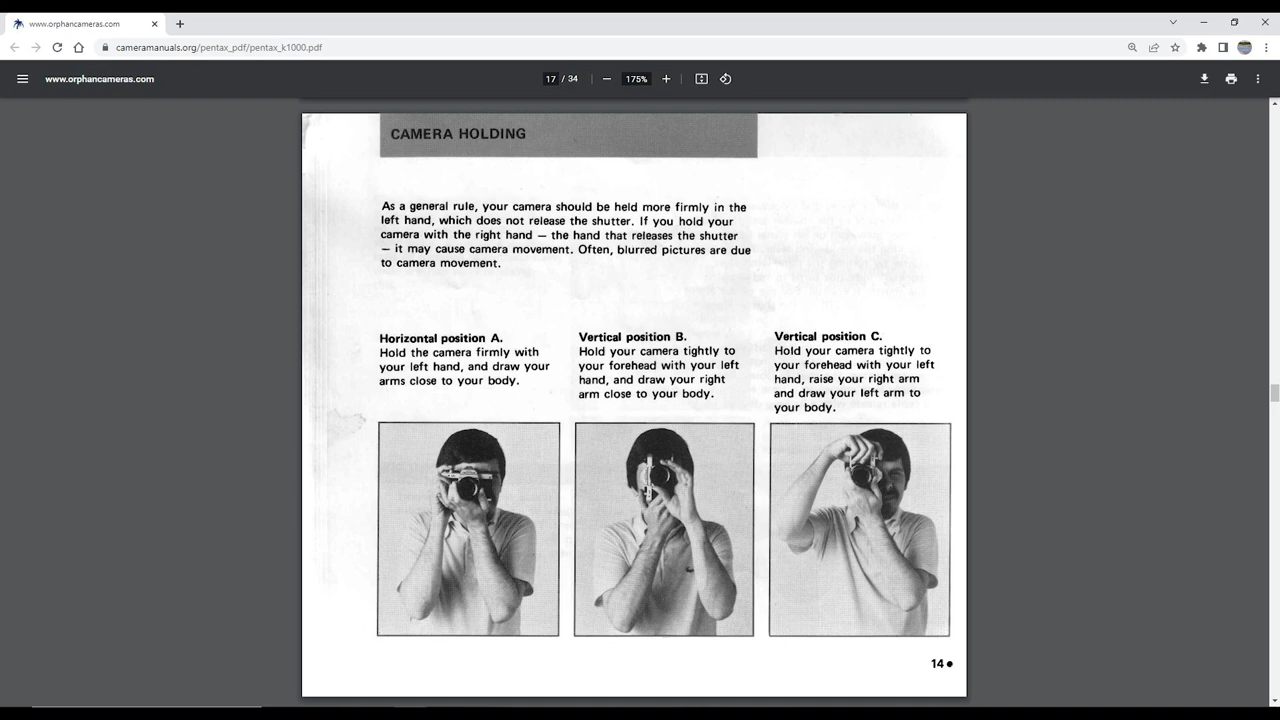 www.orphancameras.com
cameramanuals.org/pentax_pdf/pentax_k1000.pdf
www.orphancameras.com
17 / 34
175%
CAMERA HOLDING
As a general rule, your camera should be held more firmly in the
left hand, which does not release the shutter. If you hold your
camera with the right hand — the hand that releases the shutter
— it may cause camera movement. Often, blurred pictures are due
to camera movement.
Horizontal position A.
Hold the camera firmly with
your left hand, and draw your
arms close to your body.
Vertical position B.
Hold your camera tightly to
your forehead with your left
hand, and draw your right
arm close to your body.
Vertical position C.
Hold your camera tightly to
your forehead with your left
hand, raise your right arm
and draw your left arm to
your body.
14●